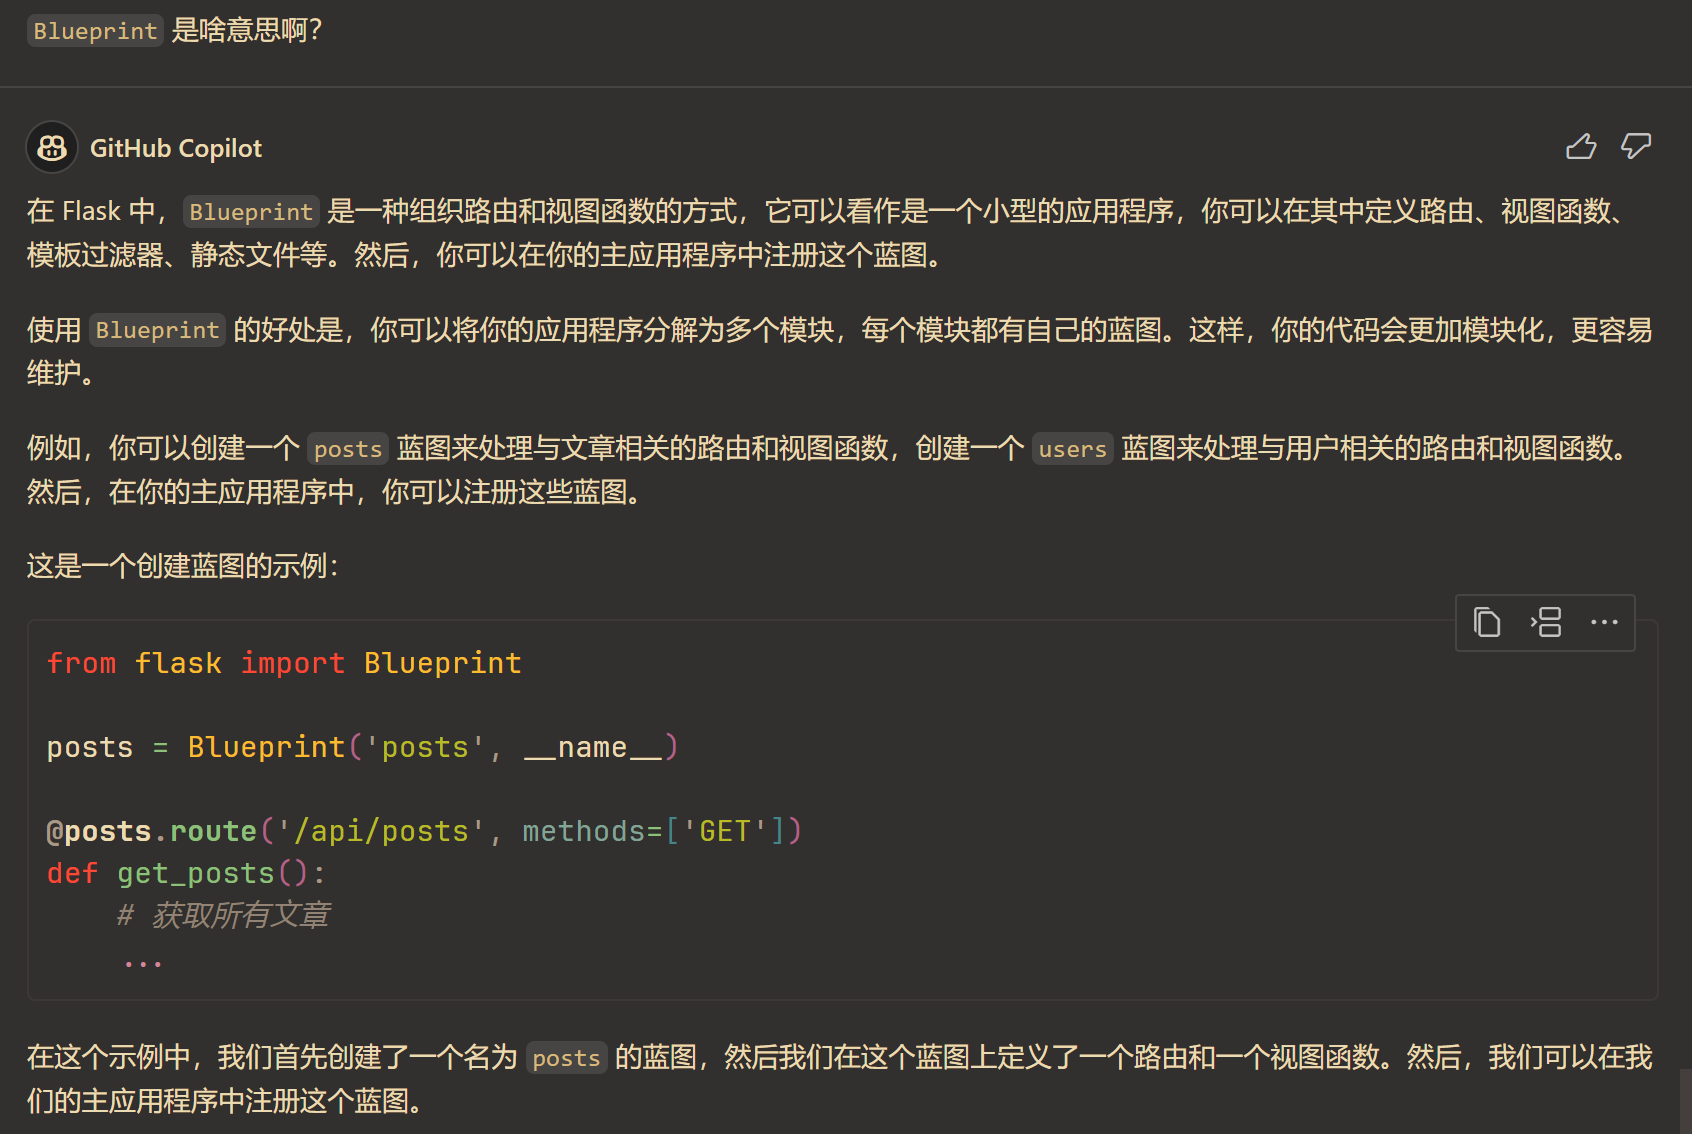 Blueprint 是啥意思啊？
GitHub Copilot
在 Flask 中，Blueprint 是一种组织路由和视图函数的方式，它可以看作是一个小型的应用程序，你可以在其中定义路由、视图函数、
模板过滤器、静态文件等。然后，你可以在你的主应用程序中注册这个蓝图。
使用 Blueprint 的好处是，你可以将你的应用程序分解为多个模块，每个模块都有自己的蓝图。这样，你的代码会更加模块化，更容易
维护。
例如，你可以创建一个 posts 蓝图来处理与文章相关的路由和视图函数，创建一个 users 蓝图来处理与用户相关的路由和视图函数。
然后，在你的主应用程序中，你可以注册这些蓝图。
这是一个创建蓝图的示例：
from flask import Blueprint
posts = Blueprint('posts', __name__)
@posts.route('/api/posts', methods=['GET'])
def get_posts():
    # 获取所有文章
    ...
在这个示例中，我们首先创建了一个名为 posts 的蓝图，然后我们在这个蓝图上定义了一个路由和一个视图函数。然后，我们可以在我
们的主应用程序中注册这个蓝图。